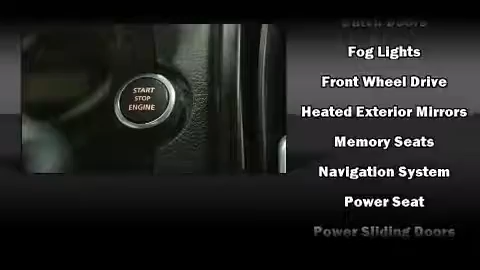 START
STOP
ENGINE
Doors
Fog Lights
Front Wheel Drive
Heated Exterior Mirrors
Memory Seats
Navigation System
Power Seat
Power Sliding Doors